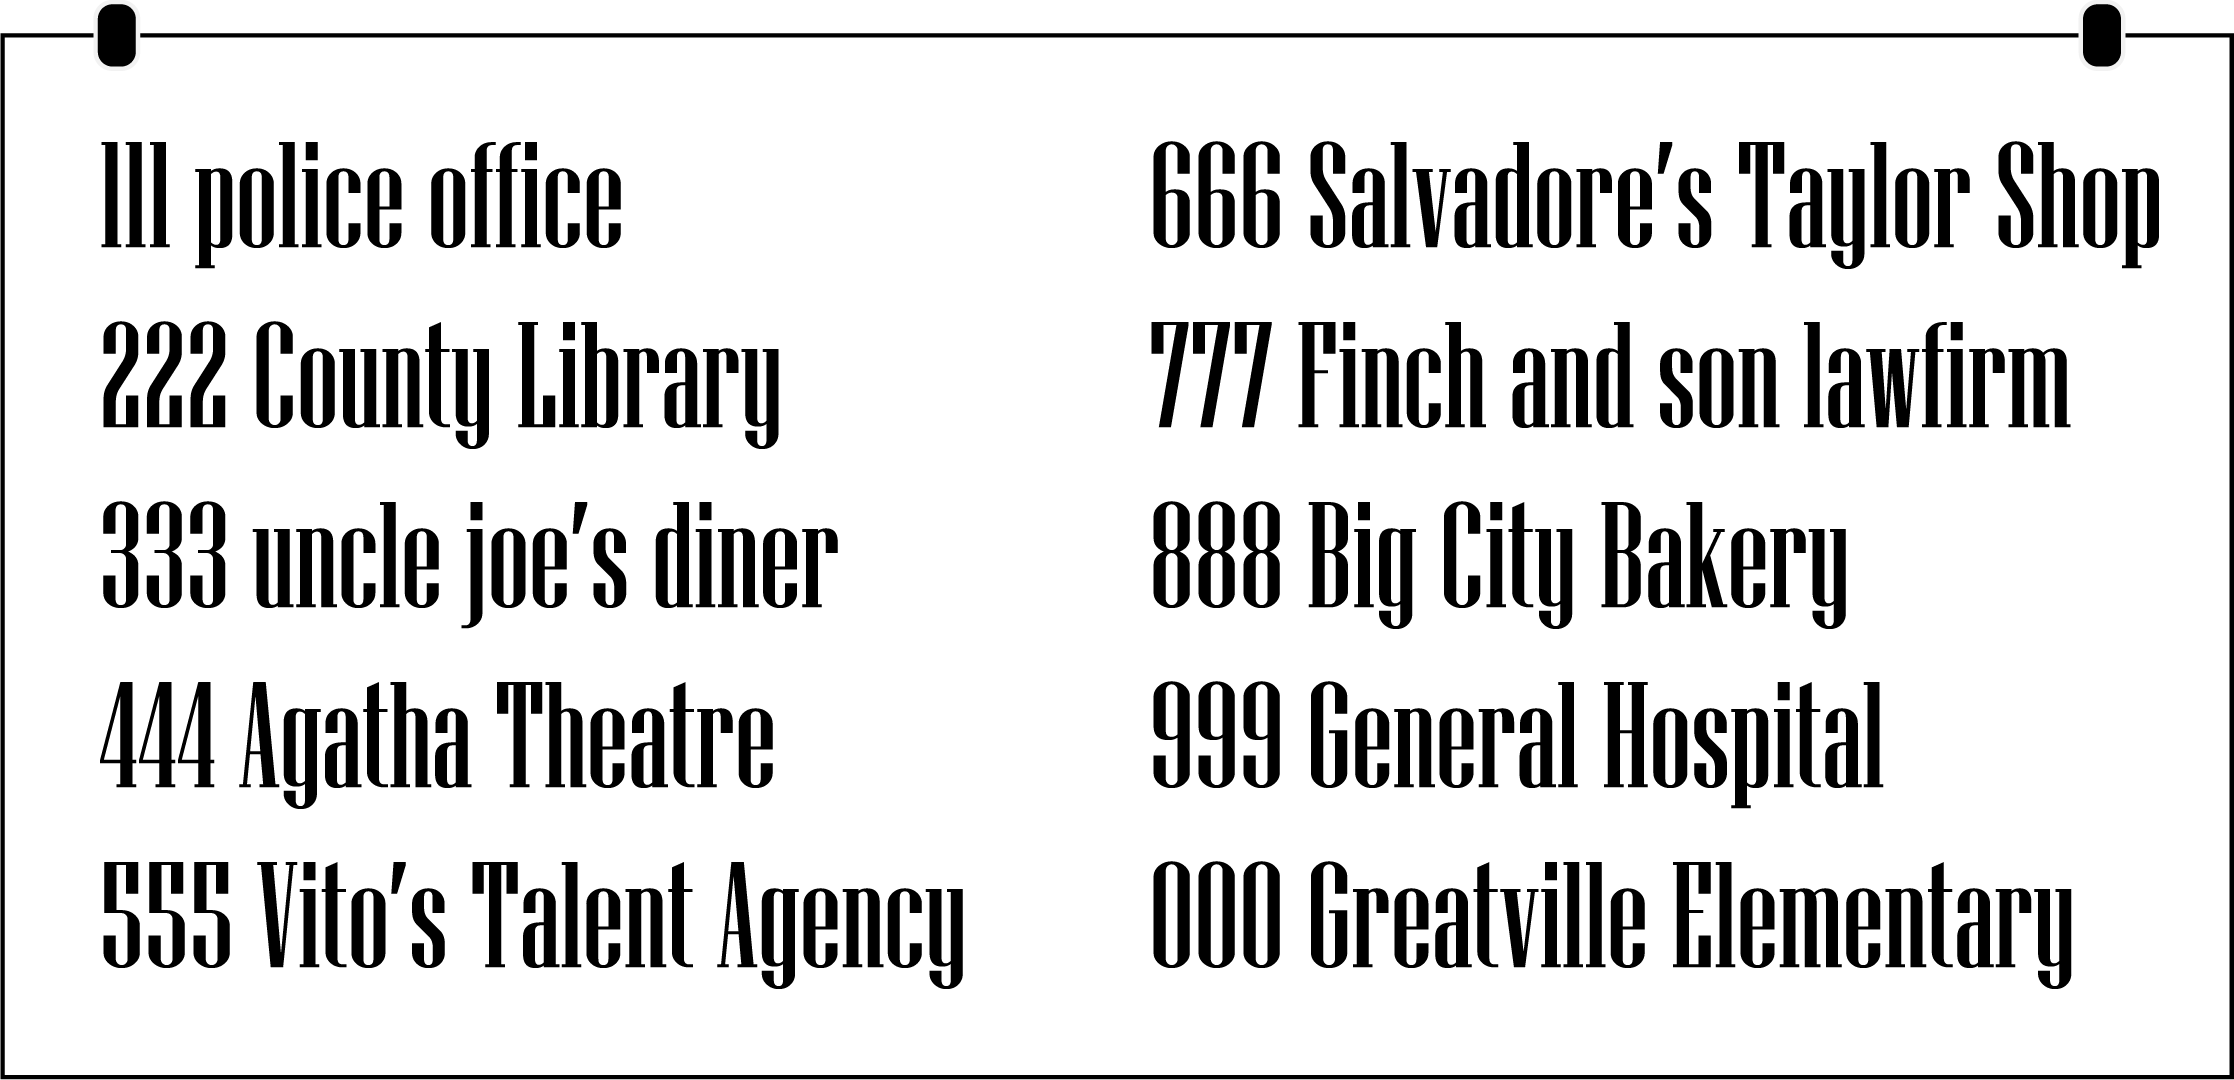 111 police office
222 County Library
333 uncle joe's diner
444 Agatha Theatre
555 Vito's Talent Agency
666 Salvadore's Taylor Shop
777 Finch and son lawfirm
888 Big City Bakery
999 General Hospital
000 Greatville Elementary